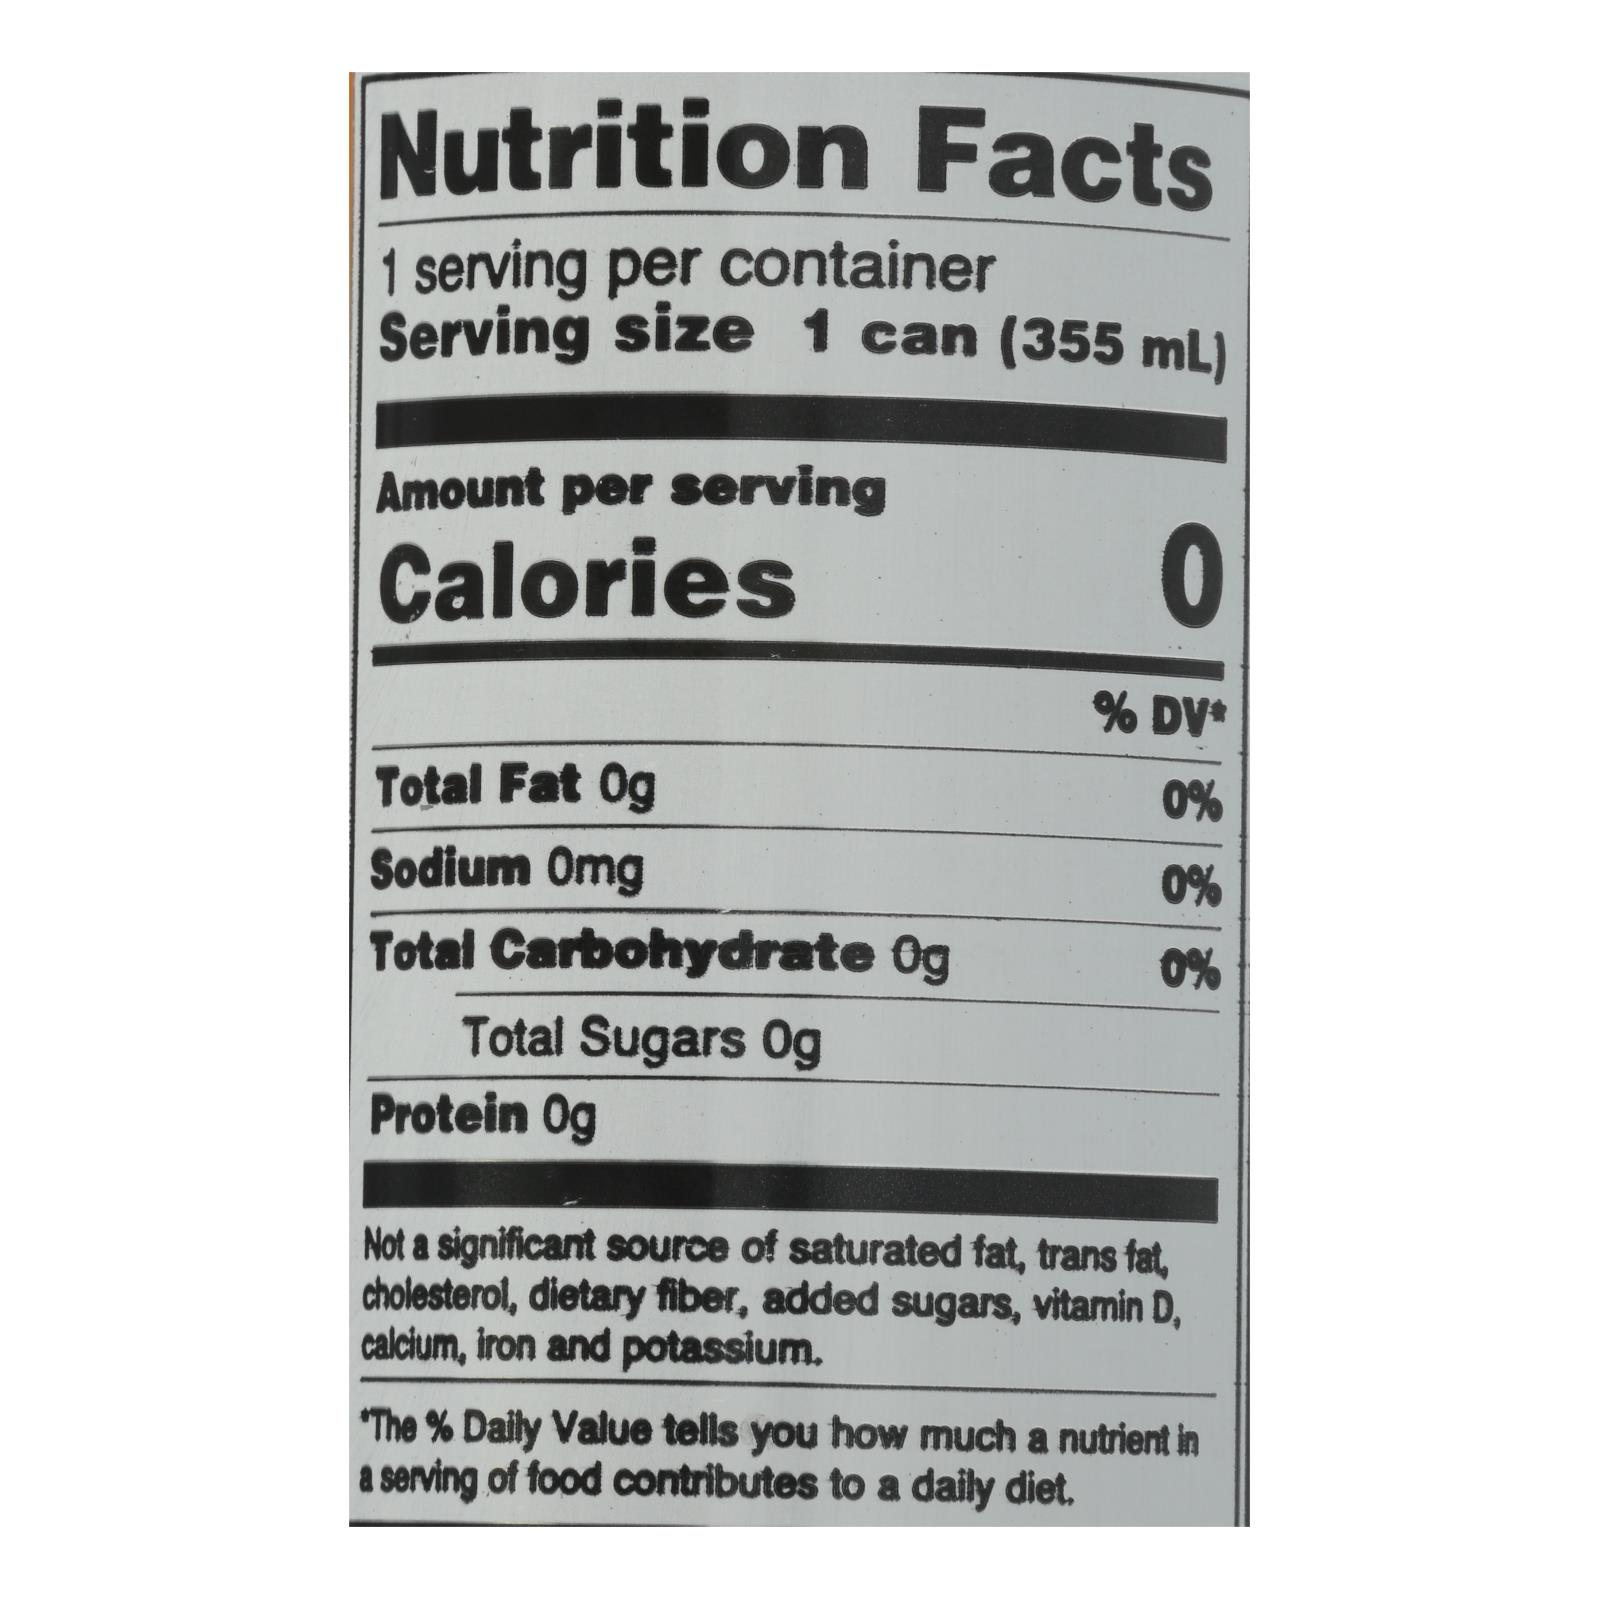 Nutrition Facts
1 serving per container
Serving size 1 can (355 mL)
Amount per serving
Calories 0
% DV*
Total Fat 0g 0%
Sodium 0mg 0%
Total Carbohydrate 0g 0%
Total Sugars 0g
Protein 0g
Not a significant source of saturated fat, trans fat,
cholesterol, dietary fiber, added sugars, vitamin D,
calcium, iron and potassium.
*The % Daily Value tells you how much a nutrient in
a serving of food contributes to a daily diet.